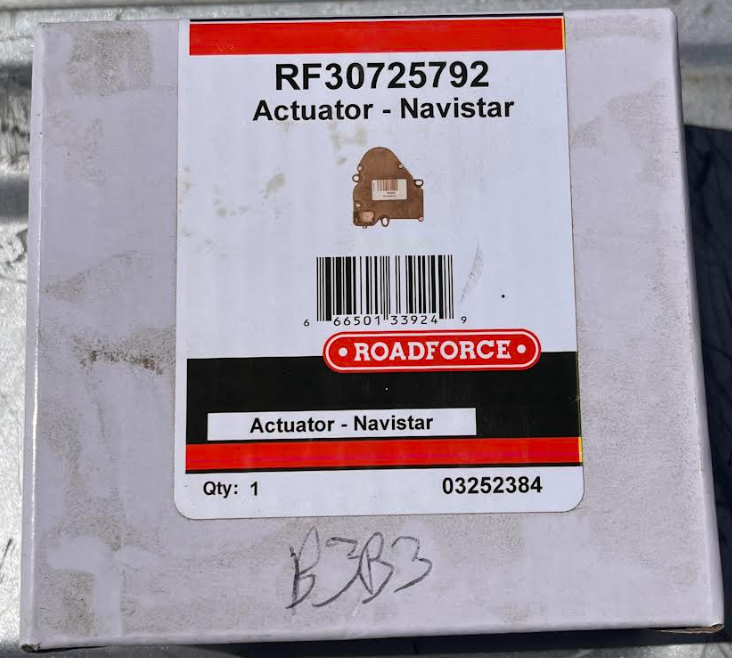 RF30725792
Actuator - Navistar
6 66501 33924 9
• ROADFORCE •
Actuator - Navistar
Qty: 1 03252384
B3B3